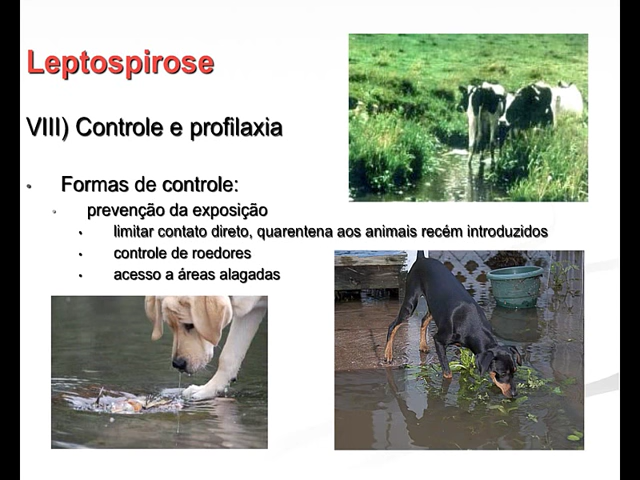 Leptospirose
VIII) Controle e profilaxia
• Formas de controle:
• prevenção da exposição
• limitar contato direto, quarentena aos animais recém introduzidos
• controle de roedores
• acesso a áreas alagadas